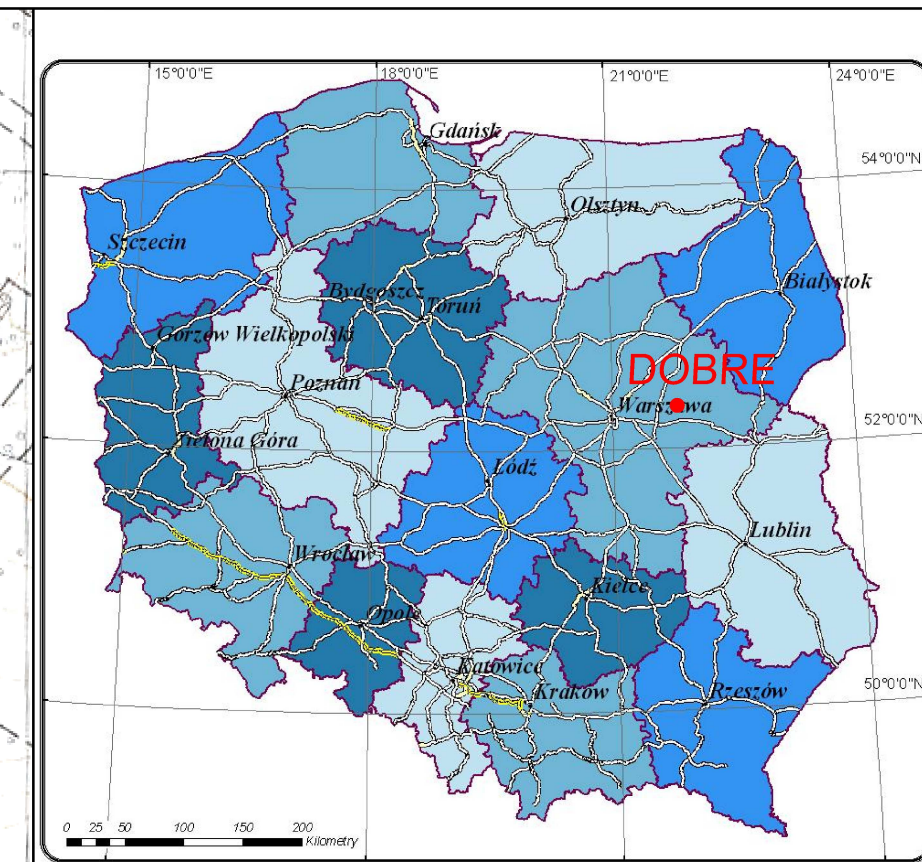 15°0'0"E
18°0'0"E
21°0'0"E
24°0'0"E
Gdańsk
54°0'0"N
Olsztyn
Szczecin
Białystok
Bydgoszcz
Toruń
Gorzów Wielkopolski
DOBRE
Poznań
Warszawa
52°0'0"N
Zielona Góra
Łódź
Lublin
Wrocław
Kielce
Opole
Katowice
Kraków
Rzeszów
50°0'0"N
0 25 50 100 150 200
Kilometry